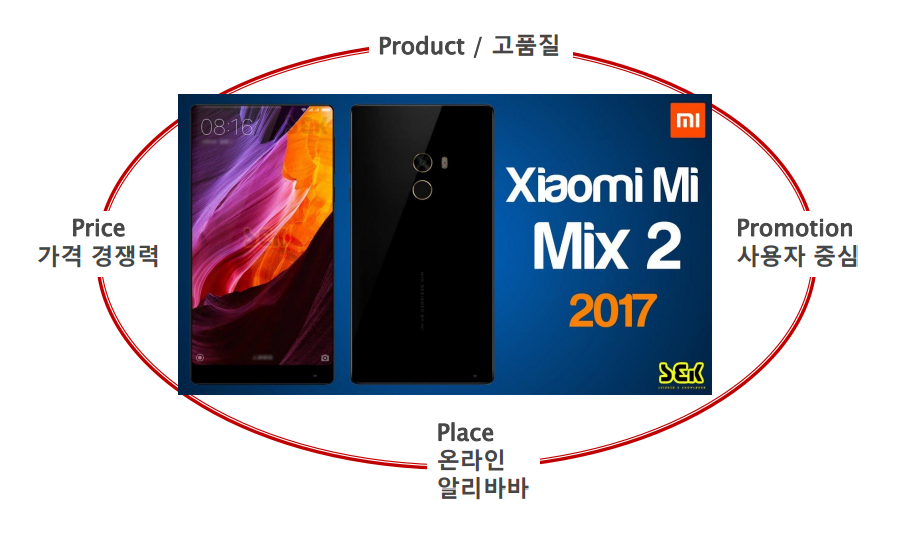 Product / 고품질
08:16
mi
Xiaomi Mi
Mix 2
2017
SEK
Price
가격 경쟁력
Promotion
사용자 중심
Place
온라인
알리바바